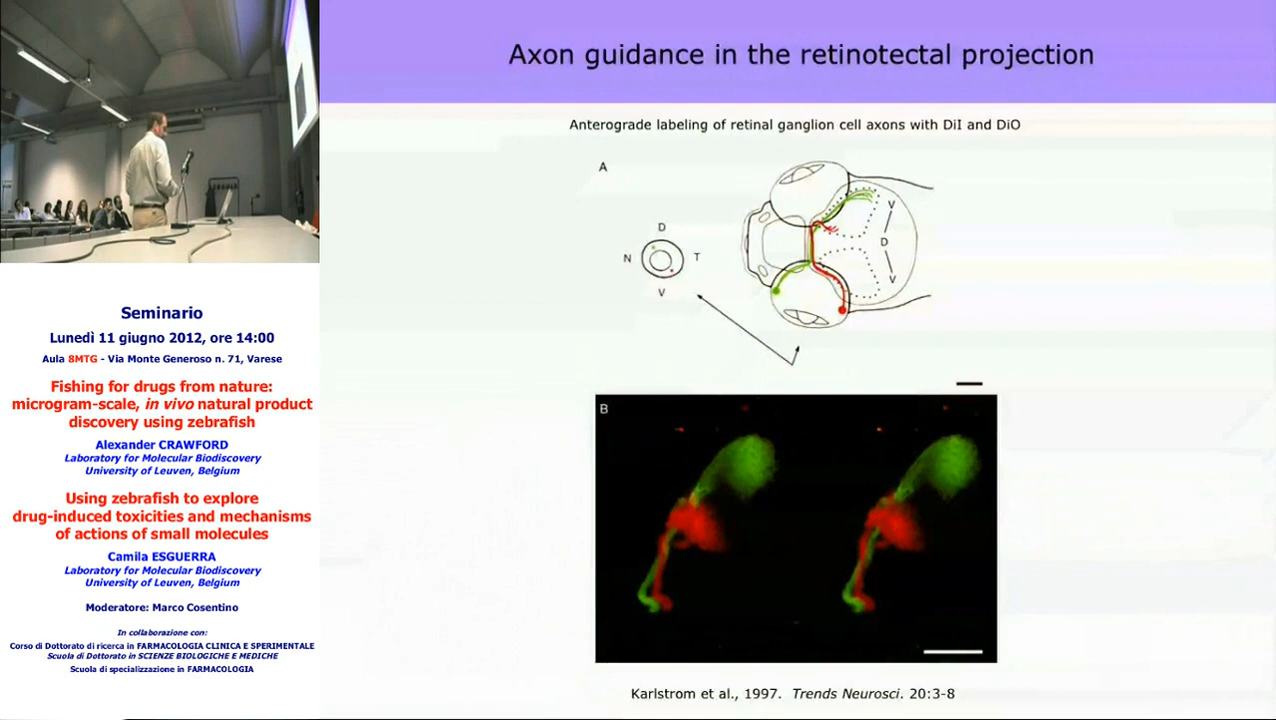 Seminario
Lunedì 11 giugno 2012, ore 14:00
Aula 8MTG - Via Monte Generoso n. 71, Varese
Fishing for drugs from nature:
microgram-scale, in vivo natural product
discovery using zebrafish
Alexander CRAWFORD
Laboratory for Molecular Biodiscovery
University of Leuven, Belgium
Using zebrafish to explore
drug-induced toxicities and mechanisms
of actions of small molecules
Camila ESGUERRA
Laboratory for Molecular Biodiscovery
University of Leuven, Belgium
Moderatore: Marco Cosentino
In collaborazione con:
Corso di Dottorato di ricerca in FARMACOLOGIA CLINICA E SPERIMENTALE
Scuola di Dottorato in SCIENZE BIOLOGICHE E MEDICHE
Scuola di specializzazione in FARMACOLOGIA
Axon guidance in the retinotectal projection
Anterograde labeling of retinal ganglion cell axons with DiI and DiO
A
D
N T
V
V
D
V
B
Karlstrom et al., 1997. Trends Neurosci. 20:3-8